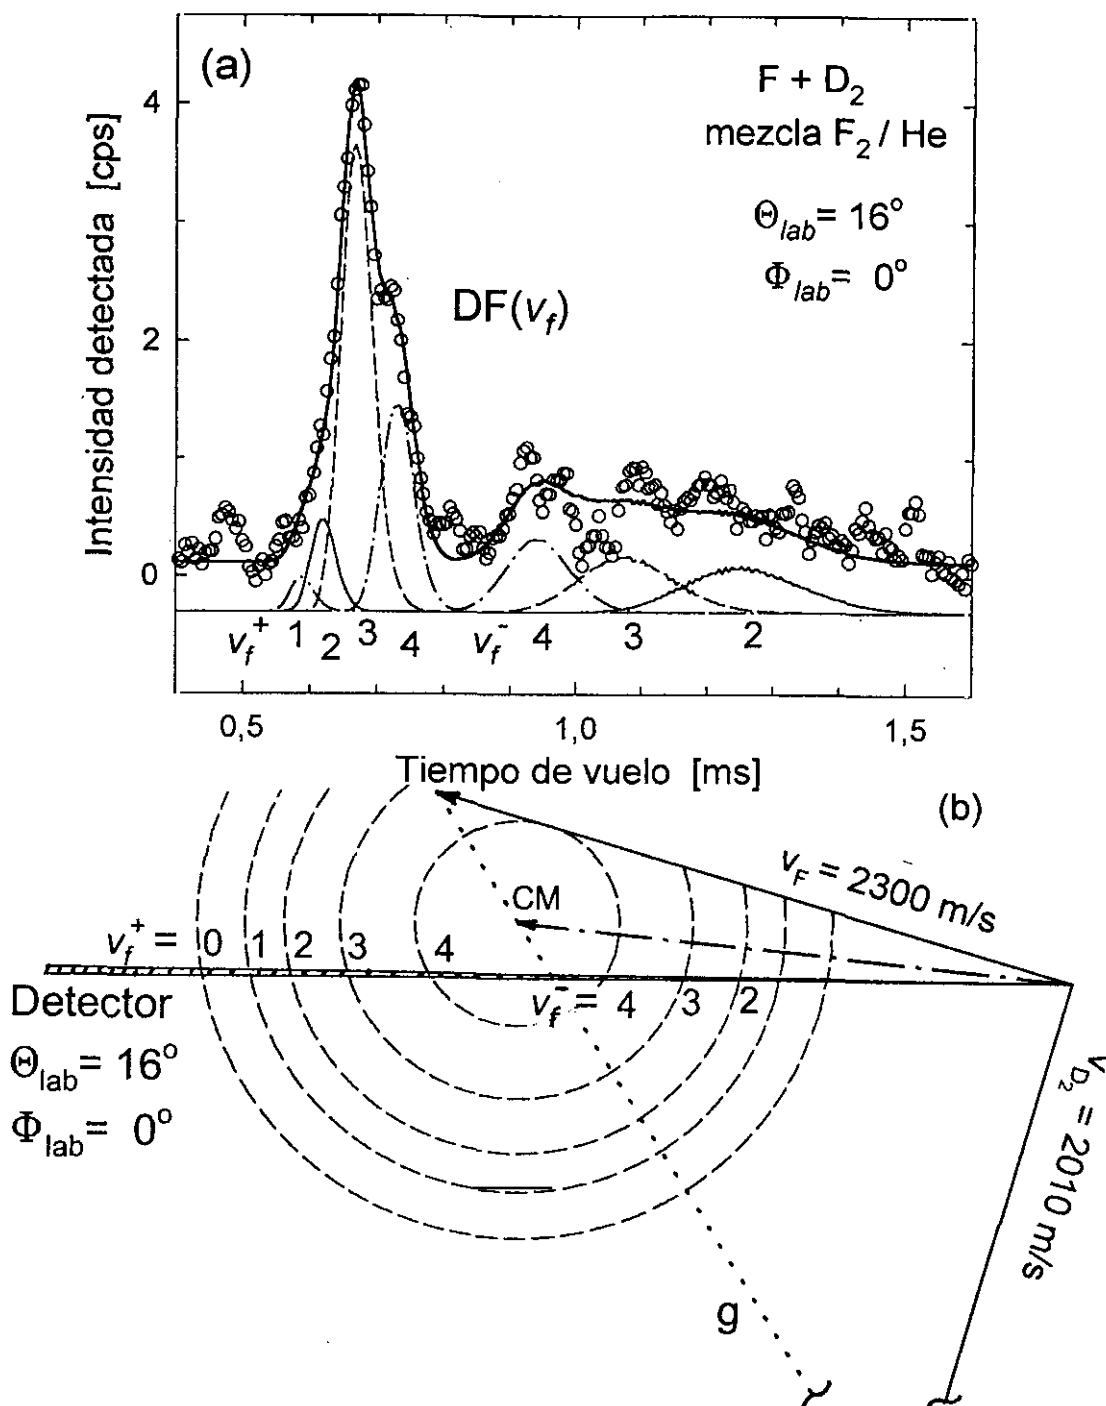 (a)
F + D₂
mezcla F₂ / He
Θlab = 16°
Φlab = 0°
DF(vf)
Intensidad detectada [cps]
4
2
0
vf⁺ 1 2 3 4 vf⁻ 4 3 2
0,5 1,0 1,5
Tiempo de vuelo [ms]
(b)
vF = 2300 m/s
CM
vf⁺ = 0 1 2 3 4
vf⁻ = 4 3 2
Detector
Θlab = 16°
Φlab = 0°
vD₂ = 2010 m/s
g